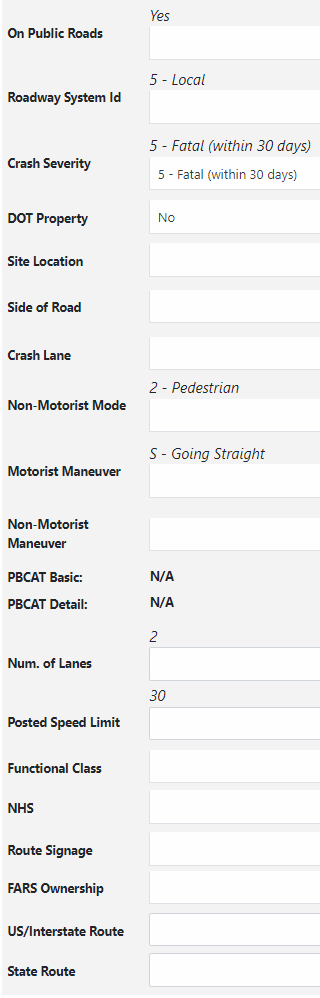 Yes
On Public Roads
5 - Local
Roadway System Id
5 - Fatal (within 30 days)
Crash Severity
5 - Fatal (within 30 days)
DOT Property
No
Site Location
Side of Road
Crash Lane
2 - Pedestrian
Non-Motorist Mode
S - Going Straight
Motorist Maneuver
Non-Motorist
Maneuver
PBCAT Basic: N/A
PBCAT Detail: N/A
2
Num. of Lanes
30
Posted Speed Limit
Functional Class
NHS
Route Signage
FARS Ownership
US/Interstate Route
State Route